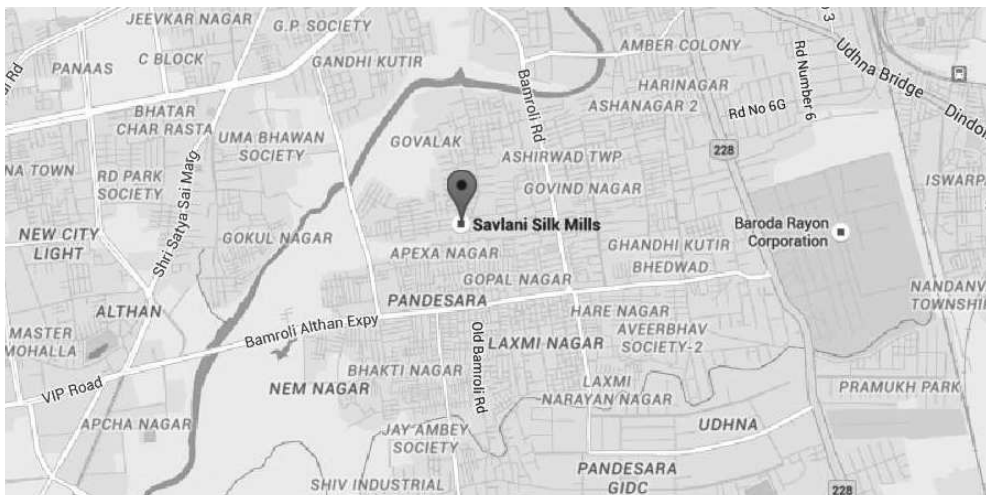 JEEVKAR NAGAR
G.P. SOCIETY
C BLOCK
PANAAS
GANDHI KUTIR
AMBER COLONY
Udhna Bridge
HARINAGAR
ASHANAGAR 2
Rd Number 6
Rd No 6G
Dindol
BHATAR
CHAR RASTA
UMA BHAWAN
SOCIETY
GOVALAK
Bamroli Rd
ASHIRWAD TWP
228
NA TOWN
RD PARK
SOCIETY
Shri Satya Sai Marg
GOVIND NAGAR
ISWARPA
NEW CITY
LIGHT
GOKUL NAGAR
Savlani Silk Mills
Baroda Rayon
Corporation
APEXA NAGAR
GHANDHI KUTIR
BHEDWAD
GOPAL NAGAR
NANDANV
TOWNSHIP
ALTHAN
PANDESARA
HARE NAGAR
MASTER
MOHALLA
Bamroli Althan Expy
Old Bamroli Rd
LAXMI NAGAR
AVEERBHAV
SOCIETY-2
VIP Road
BHAKTI NAGAR
NEM NAGAR
LAXMI
NARAYAN NAGAR
PRAMUKH PARK
APCHA NAGAR
JAY AMBEY
SOCIETY
UDHNA
PANDESARA
GIDC
SHIV INDUSTRIAL
228